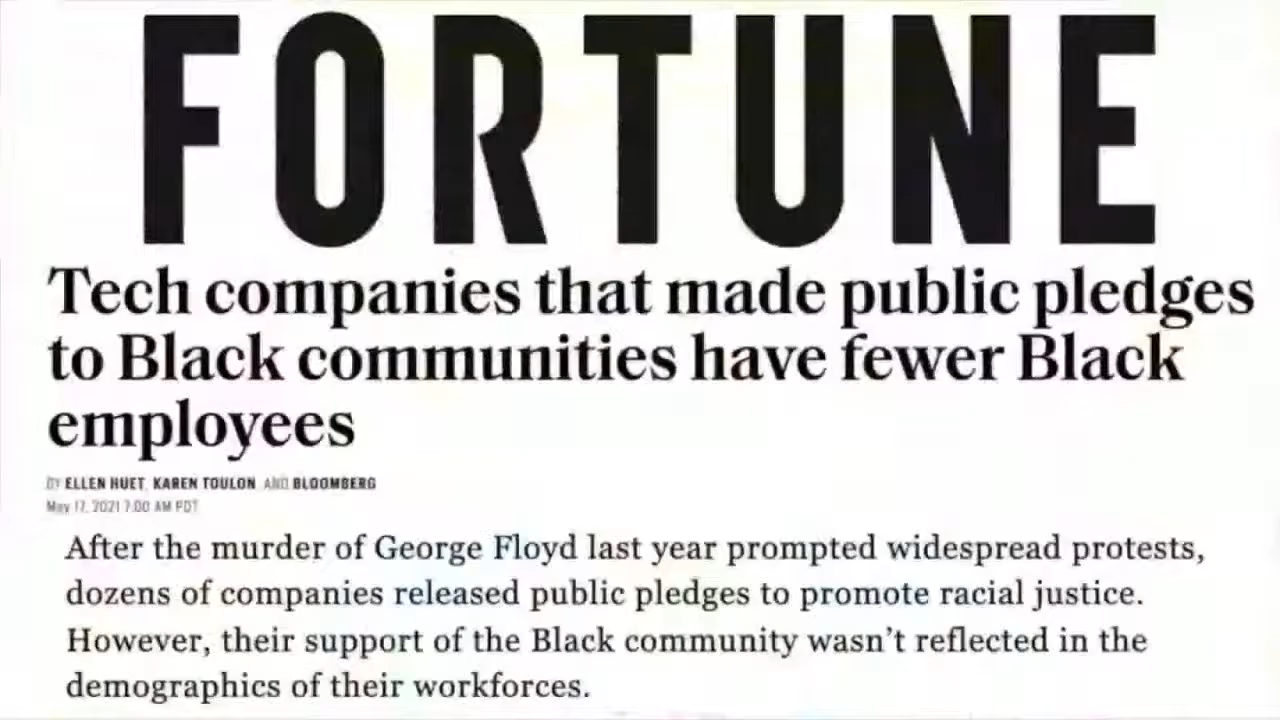 FORTUNE
Tech companies that made public pledges
to Black communities have fewer Black
employees
BY ELLEN HUET, KAREN TOULON, AND BLOOMBERG
May 17, 2021 7:00 AM PDT
After the murder of George Floyd last year prompted widespread protests,
dozens of companies released public pledges to promote racial justice.
However, their support of the Black community wasn’t reflected in the
demographics of their workforces.